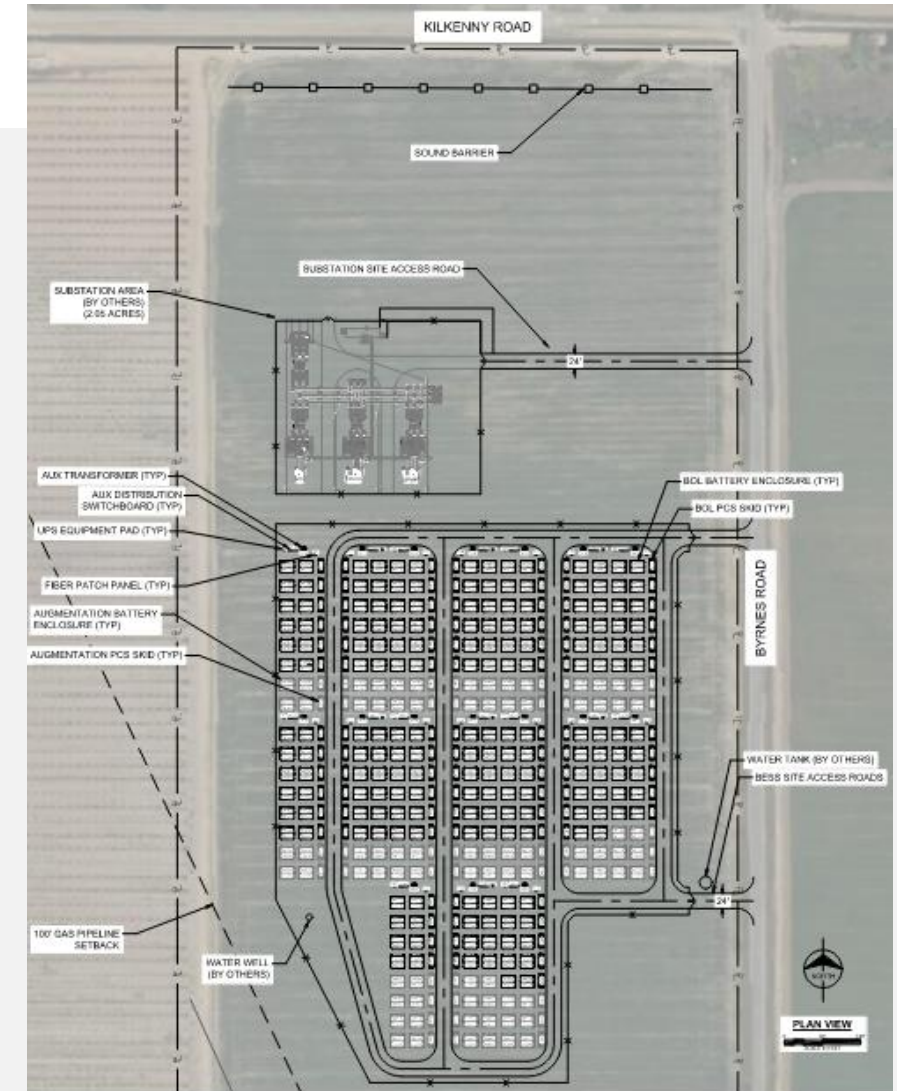 KILKENNY ROAD
SOUND BARRIER
SUBSTATION SITE ACCESS ROAD
SUBSTATION AREA
(BY OTHERS)
(2.05 ACRES)
24'
AUX TRANSFORMER (TYP)
AUX DISTRIBUTION
SWITCHBOARD (TYP)
UPS EQUIPMENT PAD (TYP)
FIBER PATCH PANEL (TYP)
AUGMENTATION BATTERY
ENCLOSURE (TYP)
AUGMENTATION PCS SKID (TYP)
BOL BATTERY ENCLOSURE (TYP)
BOL PCS SKID (TYP)
BYRNES ROAD
WATER TANK (BY OTHERS)
BESS SITE ACCESS ROADS
24'
100' GAS PIPELINE
SETBACK
WATER WELL
(BY OTHERS)
NORTH
PLAN VIEW